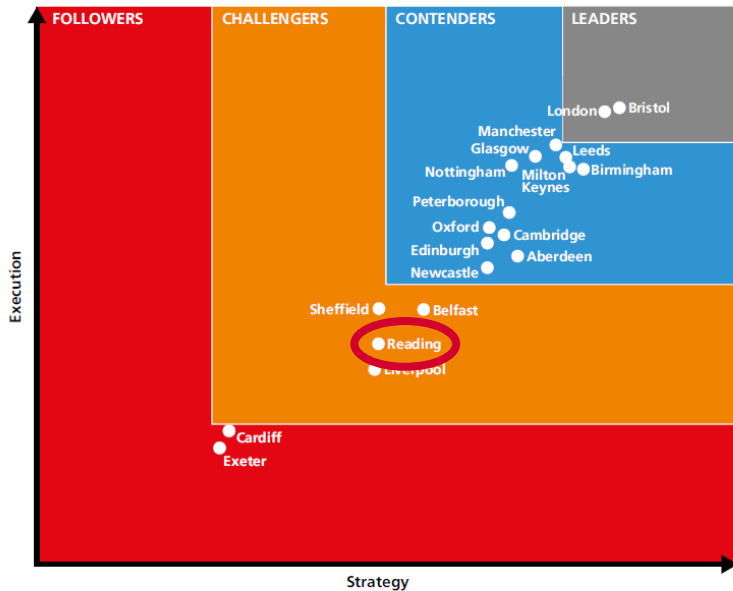 FOLLOWERS
CHALLENGERS
CONTENDERS
LEADERS
London
Bristol
Manchester
Glasgow
Leeds
Nottingham
Milton
Keynes
Birmingham
Peterborough
Oxford
Cambridge
Edinburgh
Aberdeen
Newcastle
Sheffield
Belfast
Reading
Liverpool
Cardiff
Exeter
Execution
Strategy